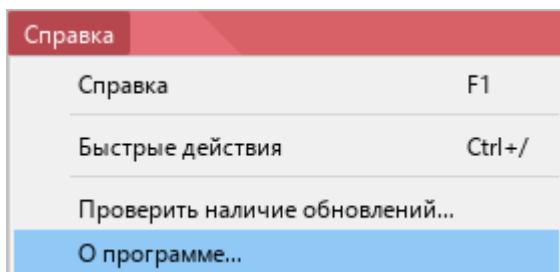 Справка
Справка F1
Быстрые действия Ctrl+/
Проверить наличие обновлений...
О программе...